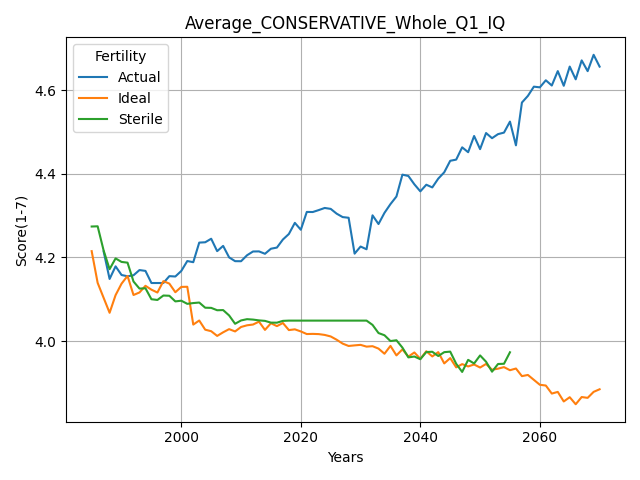 Average_CONSERVATIVE_Whole_Q1_IQ
Fertility
Actual
Ideal
Sterile
Score(1-7)
4.6
4.4
4.2
4.0
2000
2020
2040
2060
Years